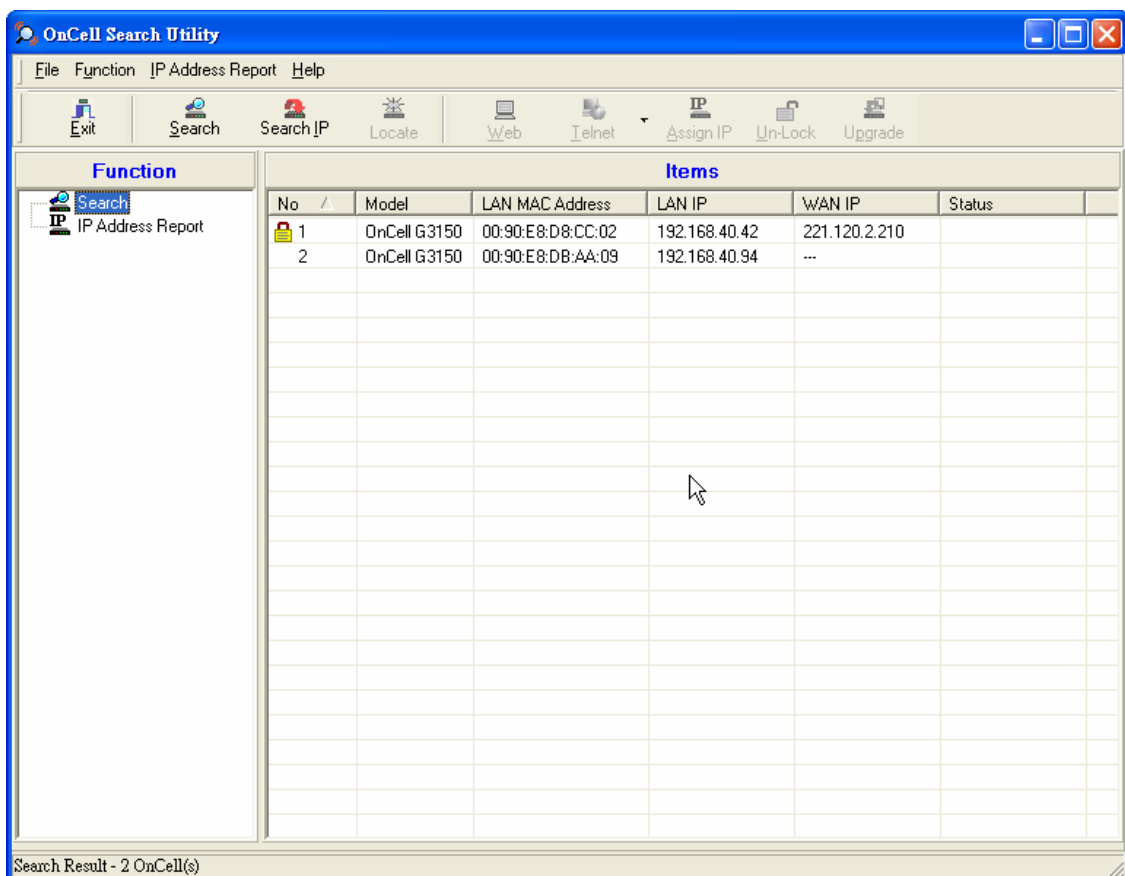 OnCell Search Utility
File Function IP Address Report Help
Exit Search Search IP Locate Web Telnet Assign IP Un-Lock Upgrade
Function Items
Search
IP Address Report
No Model LAN MAC Address LAN IP WAN IP Status
1 OnCell G3150 00:90:E8:D8:CC:02 192.168.40.42 221.120.2.210
2 OnCell G3150 00:90:E8:DB:AA:09 192.168.40.94 ---
Search Result - 2 OnCell(s)